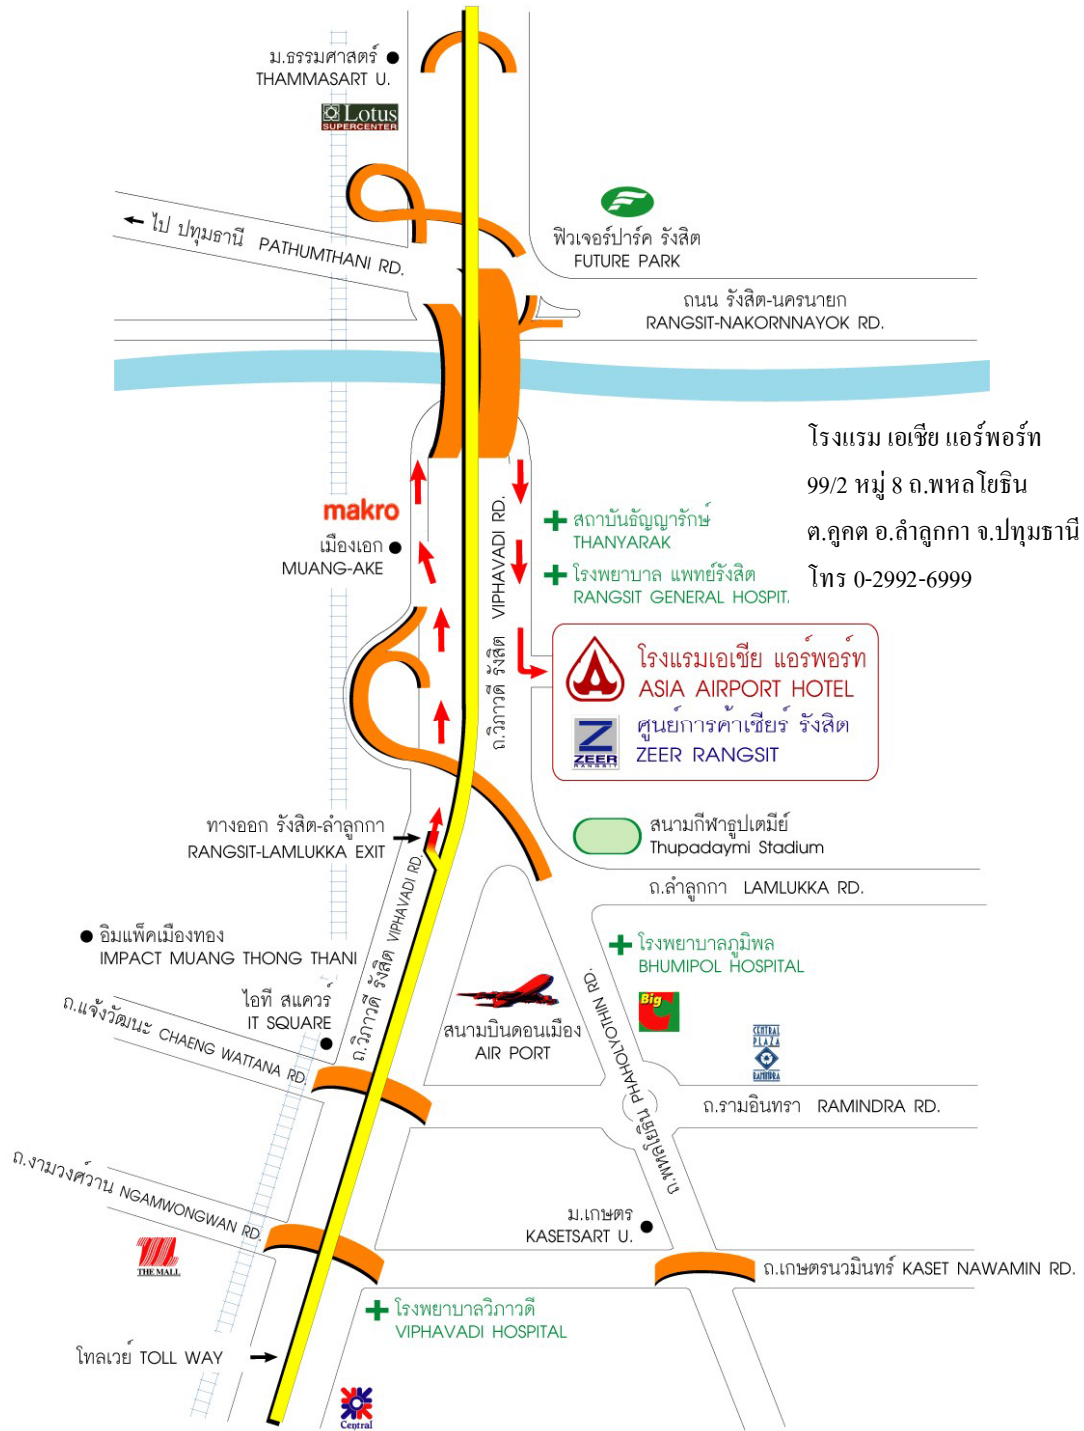 ม.ธรรมศาสตร์
THAMMASART U.
Lotus
SUPERCENTER
ไป ปทุมธานี PATHUMTHANI RD.
ฟิวเจอร์ปาร์ค รังสิต
FUTURE PARK
ถนน รังสิต-นครนายก
RANGSIT-NAKORNNAYOK RD.
โรงแรม เอเชีย แอร์พอร์ท
99/2 หมู่ 8 ถ.พหลโยธิน
ต.คูคต อ.ลำลูกกา จ.ปทุมธานี
โทร 0-2992-6999
makro
เมืองเอก
MUANG-AKE
ถ.วิภาวดี รังสิต VIPHAVADI RD.
สถาบันธัญญารักษ์
THANYARAK
โรงพยาบาล แพทย์รังสิต
RANGSIT GENERAL HOSPIT.
โรงแรมเอเชีย แอร์พอร์ท
ASIA AIRPORT HOTEL
ZEER
RANGSIT
ศูนย์การค้าเซียร์ รังสิต
ZEER RANGSIT
ทางออก รังสิต-ลำลูกกา
RANGSIT-LAMLUKKA EXIT
สนามกีฬาธูปเตมีย์
Thupadaymi Stadium
ถ.ลำลูกกา LAMLUKKA RD.
ถ.วิภาวดี รังสิต VIPHAVADI RD.
อิมแพ็คเมืองทอง
IMPACT MUANG THONG THANI
โรงพยาบาลภูมิพล
BHUMIPOL HOSPITAL
ไอที สแควร์
IT SQUARE
Big C
ถ.แจ้งวัฒนะ CHAENG WATTANA RD.
สนามบินดอนเมือง
AIR PORT
ถ.พหลโยธิน PHAHOLYOTHIN RD.
CENTRAL
PLAZA
RAMINDRA
ถ.รามอินทรา RAMINDRA RD.
ถ.งามวงศ์วาน NGAMWONGWAN RD.
ม.เกษตร
KASETSART U.
THE MALL
ถ.เกษตรนวมินทร์ KASET NAWAMIN RD.
โรงพยาบาลวิภาวดี
VIPHAVADI HOSPITAL
โทลเวย์ TOLL WAY
Central